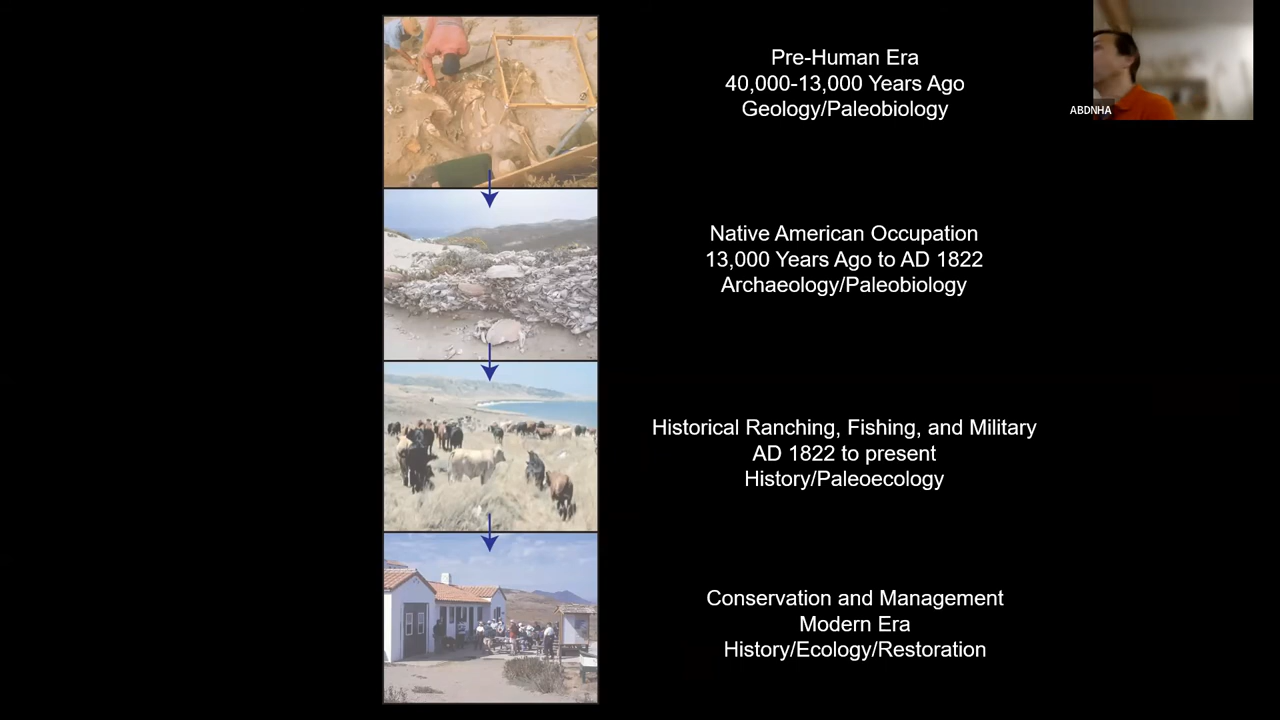 Pre-Human Era
40,000-13,000 Years Ago
Geology/Paleobiology
ABDNHA
Native American Occupation
13,000 Years Ago to AD 1822
Archaeology/Paleobiology
Historical Ranching, Fishing, and Military
AD 1822 to present
History/Paleoecology
Conservation and Management
Modern Era
History/Ecology/Restoration